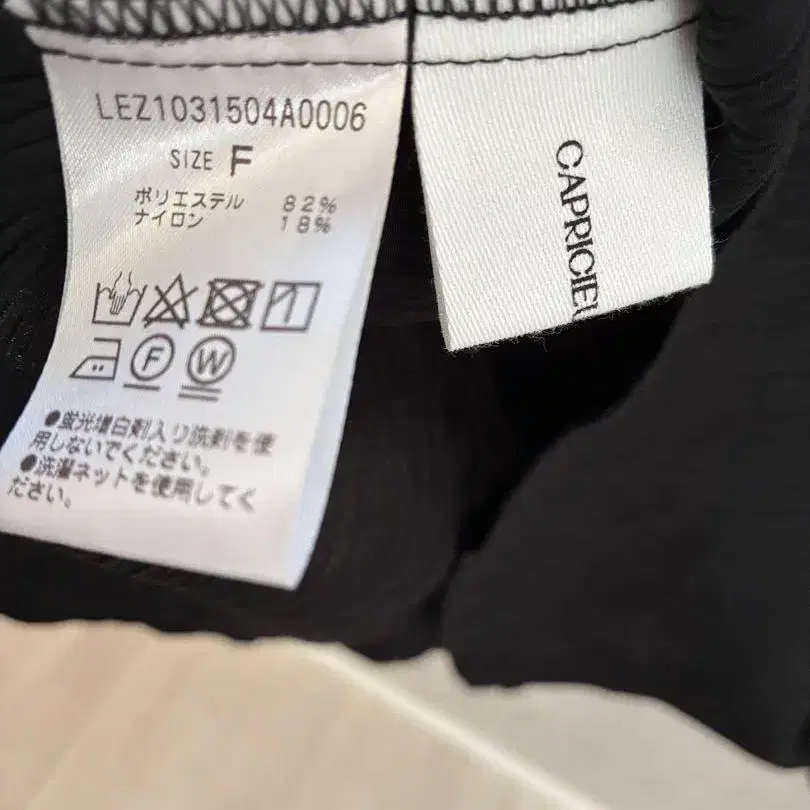 LEZ1031504A0006
SIZE F
ポリエステル 82%
ナイロン 18%
F W
●蛍光増白剤入り洗剤を使
用しないでください。
●洗濯ネットを使用してく
ださい。
CAPRICIEU